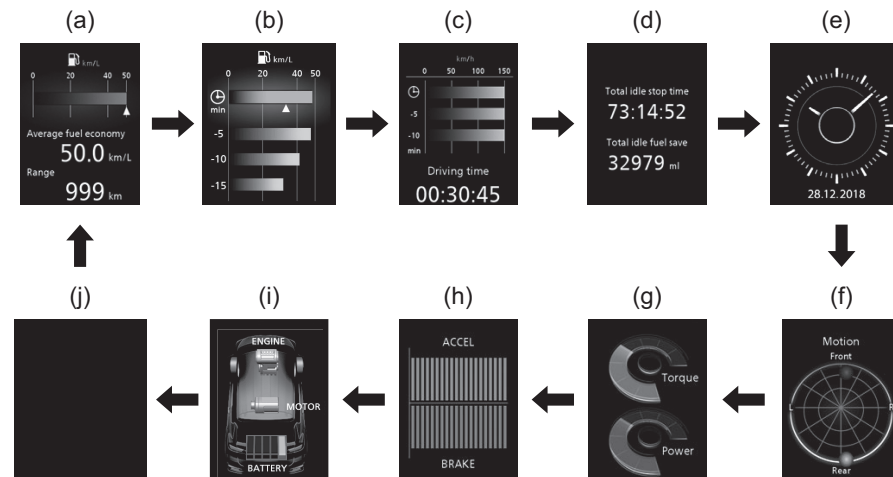 (a)
km/L
0 20 40 50
Average fuel economy
50.0 km/L
Range
999 km
(b)
km/L
0 20 40 50
min
-5
-10
-15
(c)
km/h
0 50 100 150
-5
-10
min
Driving time
00:30:45
(d)
Total idle stop time
73:14:52
Total idle fuel save
32979 ml
(e)
28.12.2018
(f)
Motion
Front
L R
Rear
(g)
Torque
Power
(h)
ACCEL
BRAKE
(i)
ENGINE
MOTOR
BATTERY
(j)